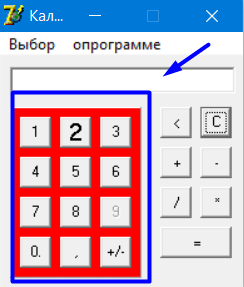 Кал...
Выбор опрограмме
1 2 3 < C
4 5 6 + -
7 8 9 / *
0. , +/- =